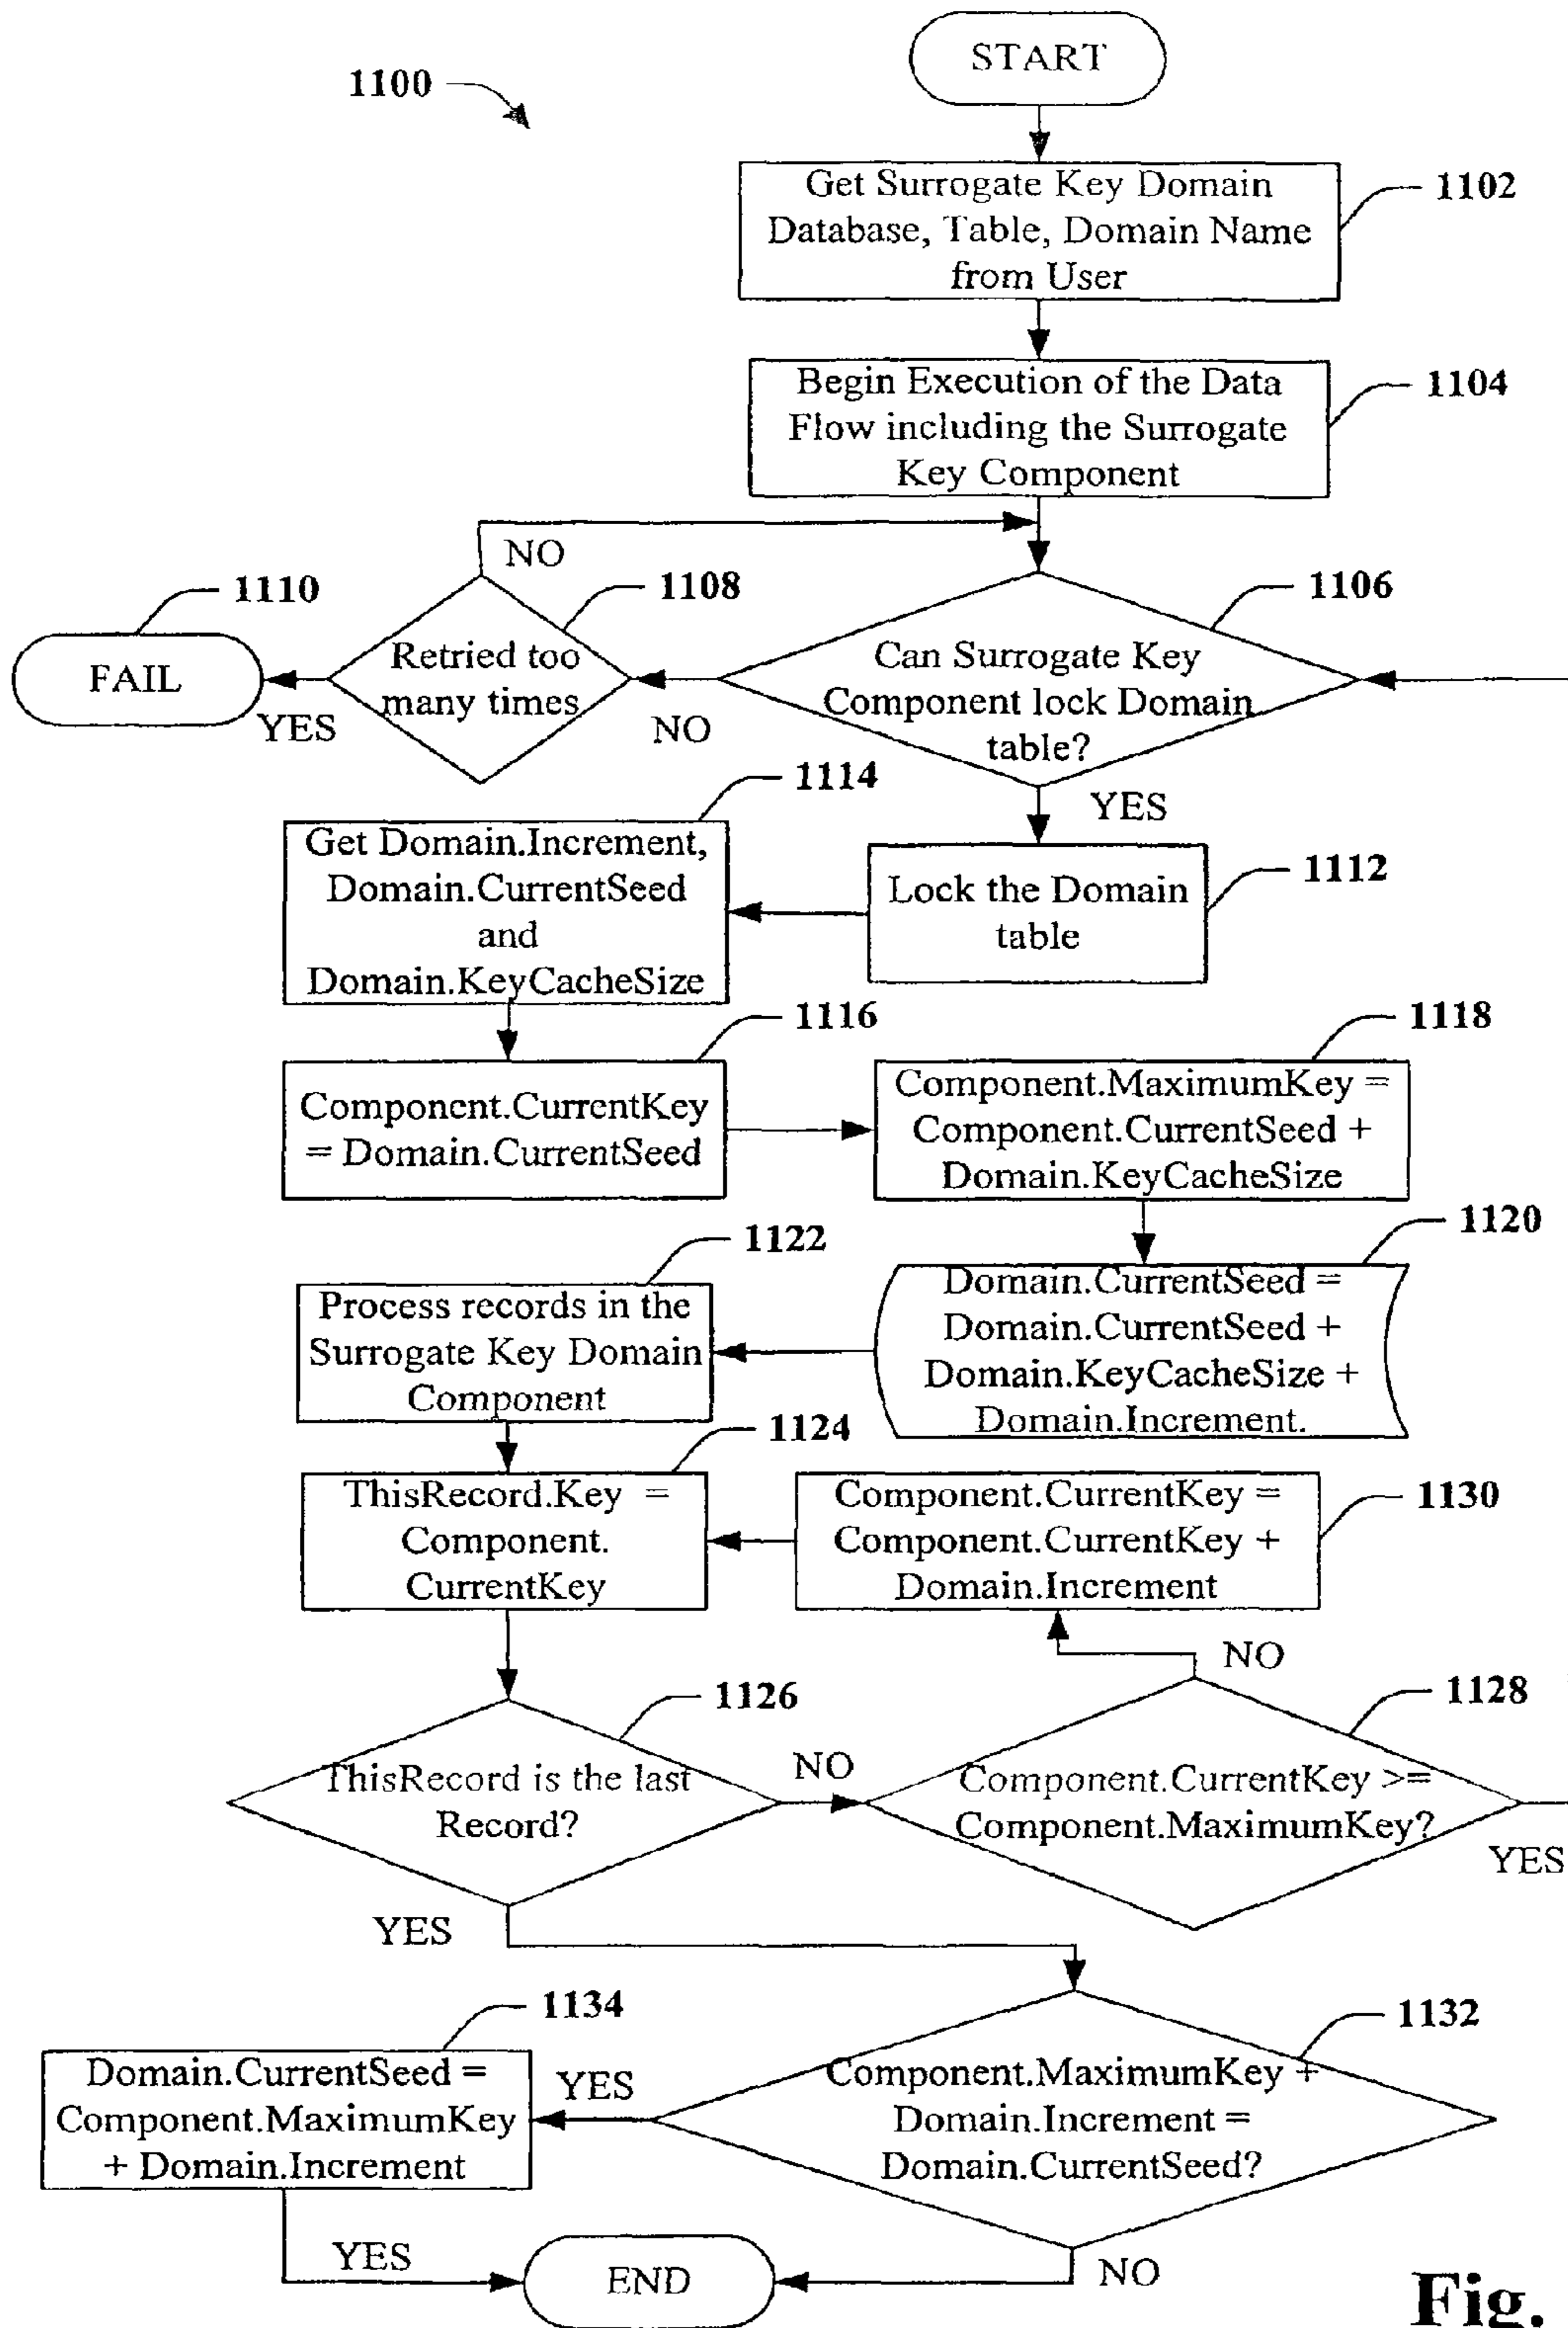 START
1100
Get Surrogate Key Domain
Database, Table, Domain Name
from User
1102
Begin Execution of the Data
Flow including the Surrogate
Key Component
1104
NO
1110
1108
1106
FAIL
YES
Retried too
many times
NO
Can Surrogate Key
Component lock Domain
table?
YES
1114
Get Domain.Increment,
Domain.CurrentSeed
and
Domain.KeyCacheSize
Lock the Domain
table
1112
1116
Component.CurrentKey
= Domain.CurrentSeed
1118
Component.MaximumKey =
Component.CurrentSeed +
Domain.KeyCacheSize
1120
Domain.CurrentSeed =
Domain.CurrentSeed +
Domain.KeyCacheSize +
Domain.Increment.
1122
Process records in the
Surrogate Key Domain
Component
1124
ThisRecord.Key =
Component.
CurrentKey
Component.CurrentKey =
Component.CurrentKey +
Domain.Increment
1130
NO
1126
ThisRecord is the last
Record?
NO
1128
Component.CurrentKey >=
Component.MaximumKey?
YES
YES
1134
Domain.CurrentSeed =
Component.MaximumKey
+ Domain.Increment
YES
1132
Component.MaximumKey +
Domain.Increment =
Domain.CurrentSeed?
YES
END
NO
Fig.